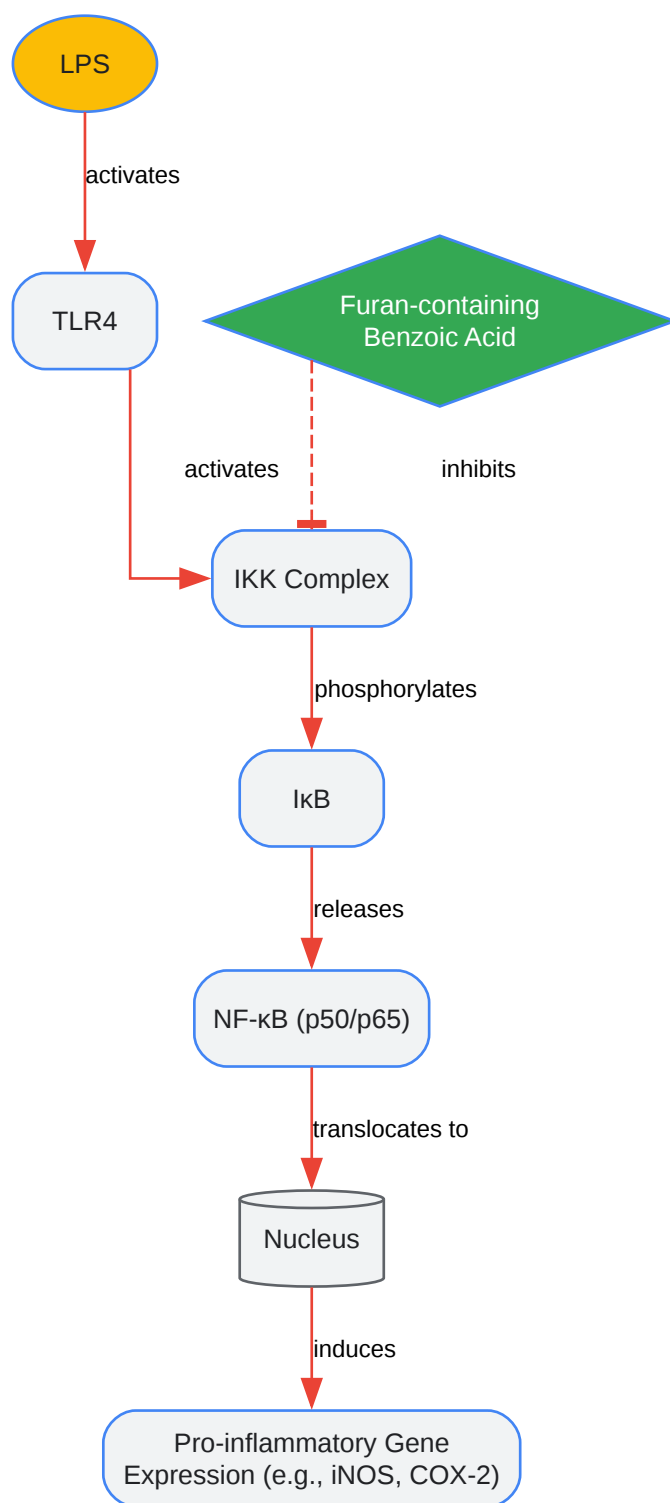 LPS
activates
TLR4
Furan-containing
Benzoic Acid
activates
inhibits
IKK Complex
phosphorylates
IκB
releases
NF-κB (p50/p65)
translocates to
Nucleus
induces
Pro-inflammatory Gene
Expression (e.g., iNOS, COX-2)